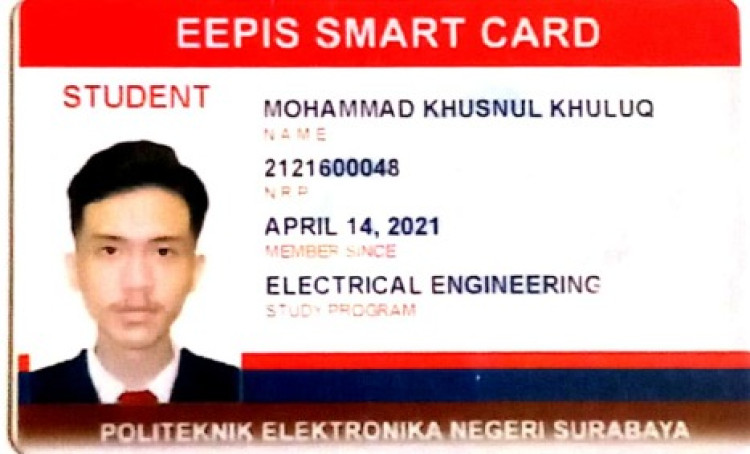 EEPIS SMART CARD
STUDENT
MOHAMMAD KHUSNUL KHULUQ
NAME
2121600048
NRP
APRIL 14, 2021
MEMBER SINCE
ELECTRICAL ENGINEERING
STUDY PROGRAM
POLITEKNIK ELEKTRONIKA NEGERI SURABAYA